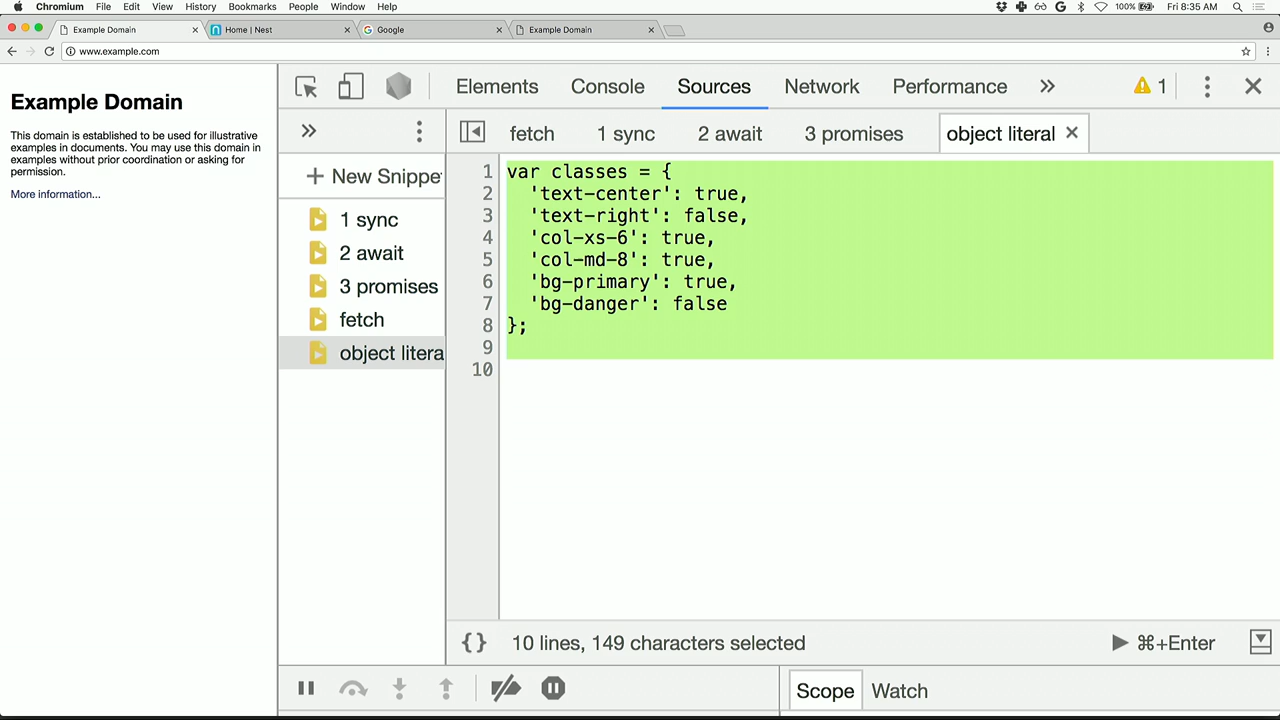 Chromium File Edit View History Bookmarks People Window Help 100% Fri 8:35 AM
Example Domain Home | Nest Google Example Domain
www.example.com
Example Domain
This domain is established to be used for illustrative
examples in documents. You may use this domain in
examples without prior coordination or asking for
permission.
More information...
Elements Console Sources Network Performance 1
fetch 1 sync 2 await 3 promises object literal
New Snippe
1 sync
2 await
3 promises
fetch
object litera
1 var classes = {
2 'text-center': true,
3 'text-right': false,
4 'col-xs-6': true,
5 'col-md-8': true,
6 'bg-primary': true,
7 'bg-danger': false
8 };
9
10
{} 10 lines, 149 characters selected ⌘+Enter
Scope Watch